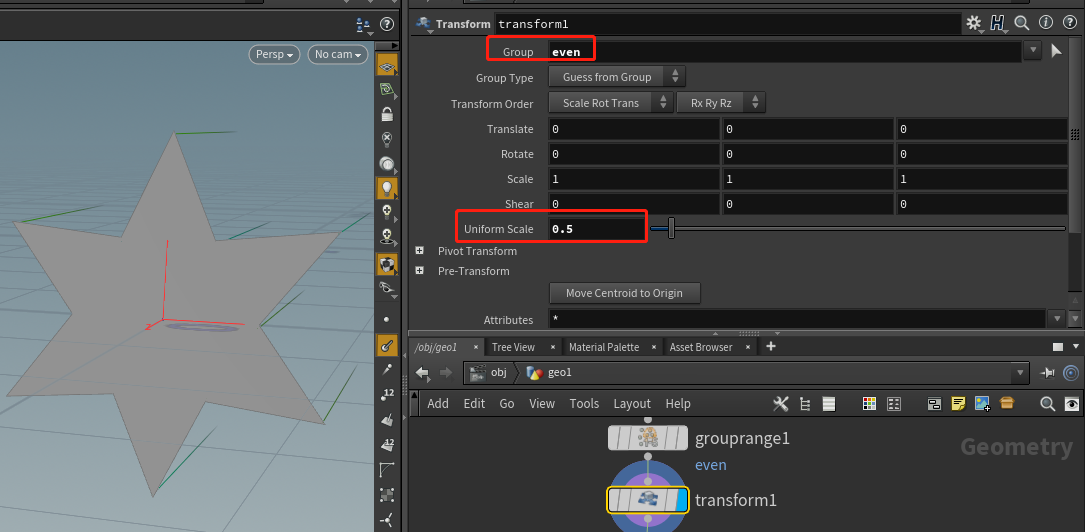 Transform transform1
Persp No cam
Group even
Group Type Guess from Group
Transform Order Scale Rot Trans Rx Ry Rz
Translate 0 0 0
Rotate 0 0 0
Scale 1 1 1
Shear 0 0 0
Uniform Scale 0.5
Pivot Transform
Pre-Transform
Move Centroid to Origin
Attributes *
z
12
12
/obj/geo1 × Tree View × Material Palette × Asset Browser × +
obj geo1
Add Edit Go View Tools Layout Help
grouprange1
Geometry
even
transform1